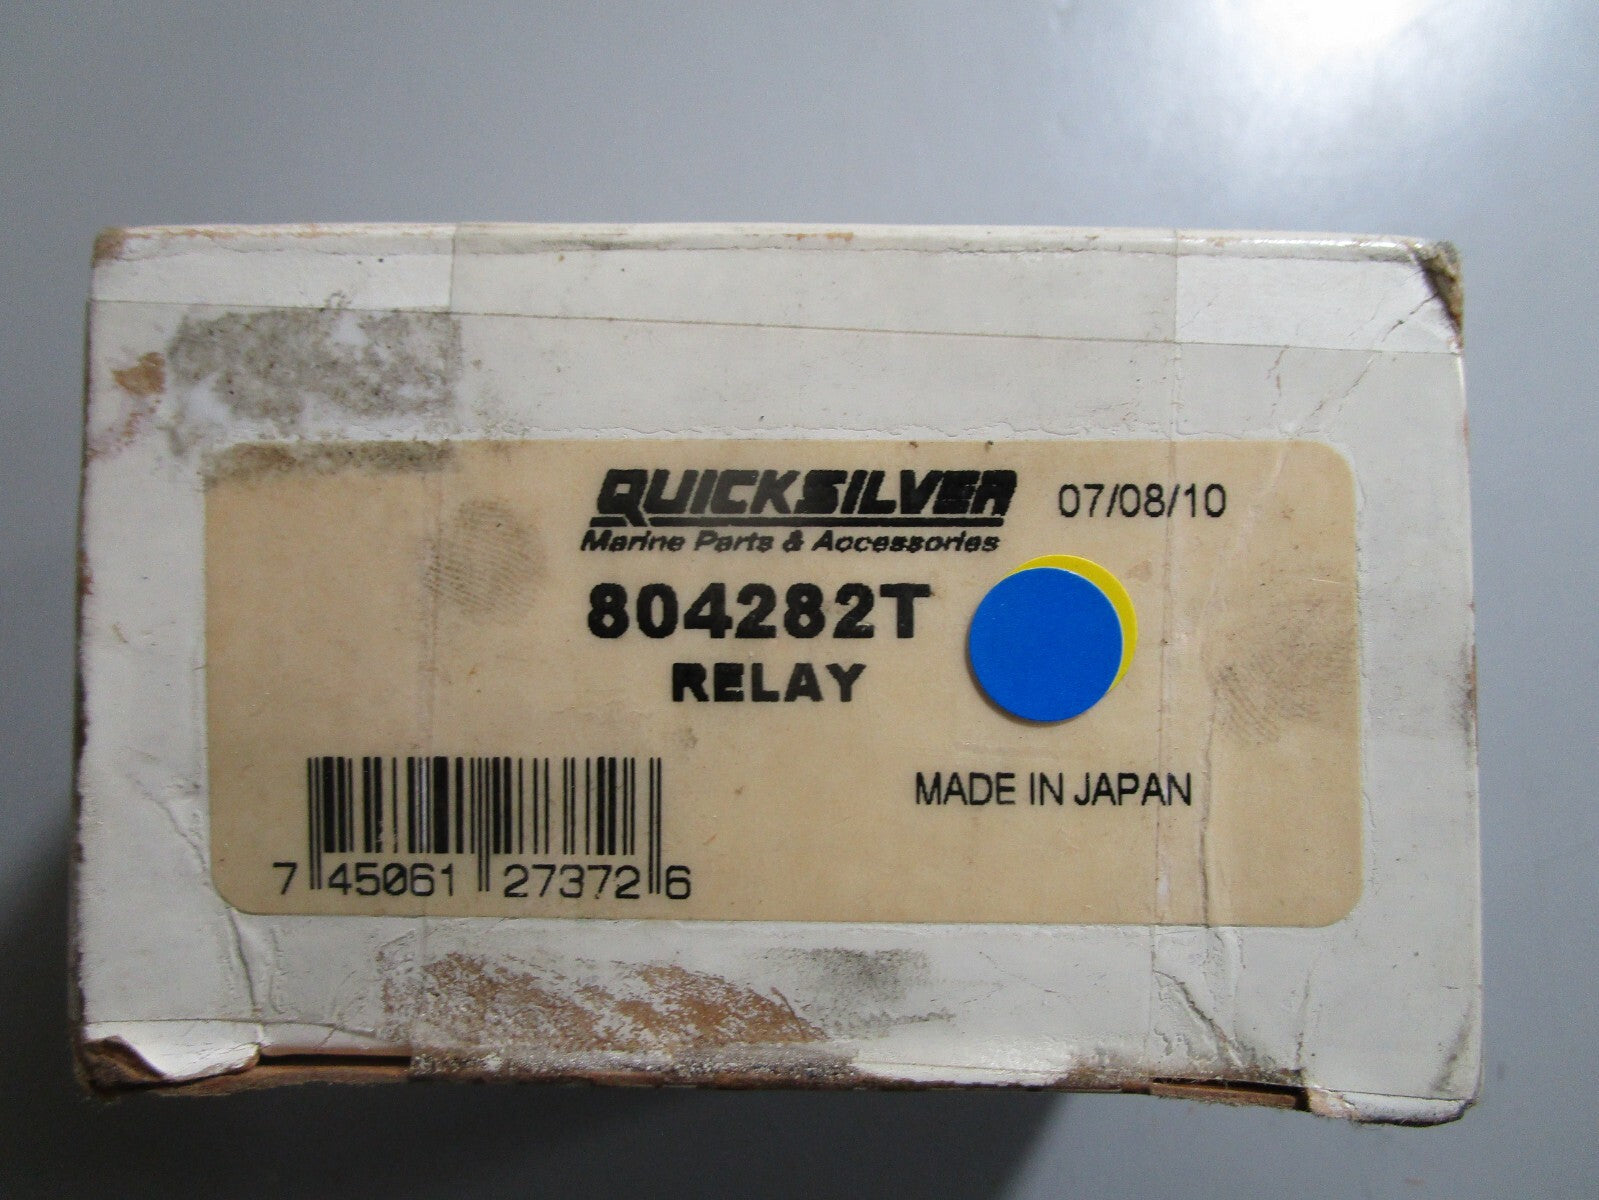 QUICKSILVER 07/08/10
Marine Parts & Accessories
804282T
RELAY
MADE IN JAPAN
7 45061 27372 6